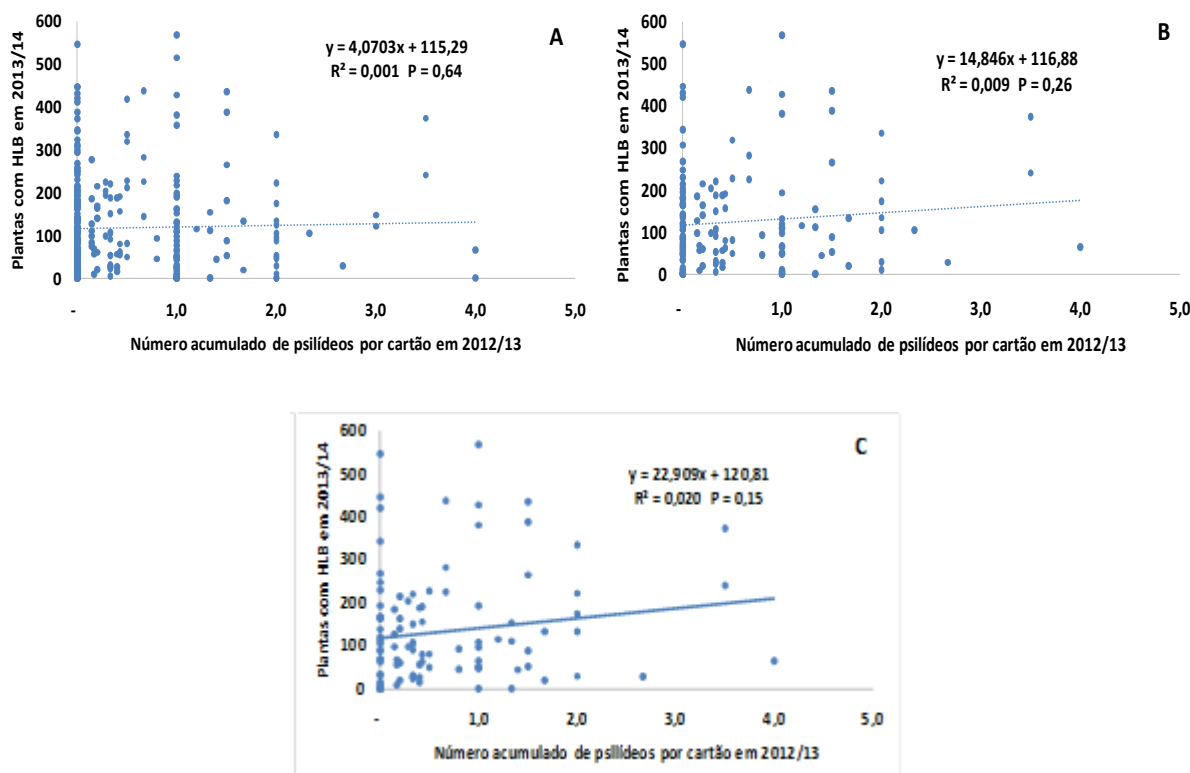 A
y = 4,0703x + 115,29
R² = 0,001 P = 0,64
Plantas com HLB em 2013/14
600
500
400
300
200
100
0
- 1,0 2,0 3,0 4,0 5,0
Número acumulado de psilídeos por cartão em 2012/13
B
y = 14,846x + 116,88
R² = 0,009 P = 0,26
Plantas com HLB em 2013/14
600
500
400
300
200
100
0
- 1,0 2,0 3,0 4,0 5,0
Número acumulado de psilídeos por cartão em 2012/13
C
y = 22,909x + 120,81
R² = 0,020 P = 0,15
Plantas com HLB em 2013/14
600
500
400
300
200
100
0
- 1,0 2,0 3,0 4,0 5,0
Número acumulado de psilídeos por cartão em 2012/13